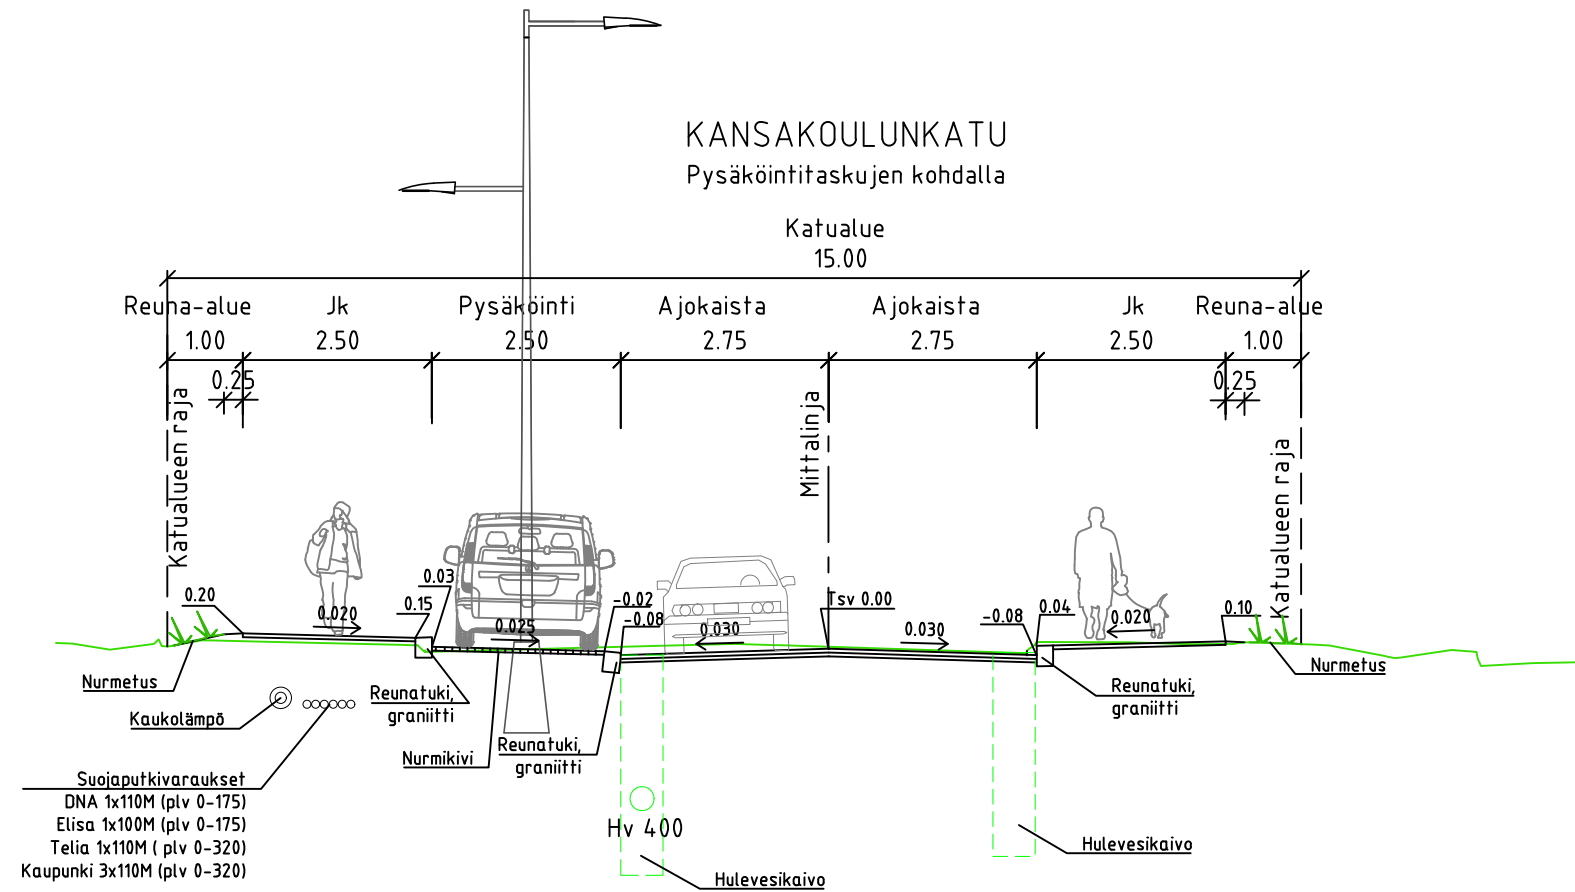 KANSAKOULUNKATU
Pysäköintitaskujen kohdalla
Katualue
15.00
Reuna-alue Jk Pysäköinti Ajokaista Ajokaista Jk Reuna-alue
1.00 2.50 2.50 2.75 2.75 2.50 1.00
0.25 0.25
Katualueen raja
Mittalinja
Katualueen raja
0.03
0.20 0.15 -0.02 Tsv 0.00 -0.08 0.04 0.10
0.020 0.025 -0.08 0.030 0.030 0.020
Nurmetus
Kaukolämpö
Reunatuki,
graniitti
Nurmikivi
Reunatuki,
graniitti
Reunatuki,
graniitti
Nurmetus
Suojaputkivaraukset
DNA 1x110M (plv 0-175)
Elisa 1x100M (plv 0-175)
Telia 1x110M ( plv 0-320)
Kaupunki 3x110M (plv 0-320)
Hv 400
Hulevesikaivo
Hulevesikaivo